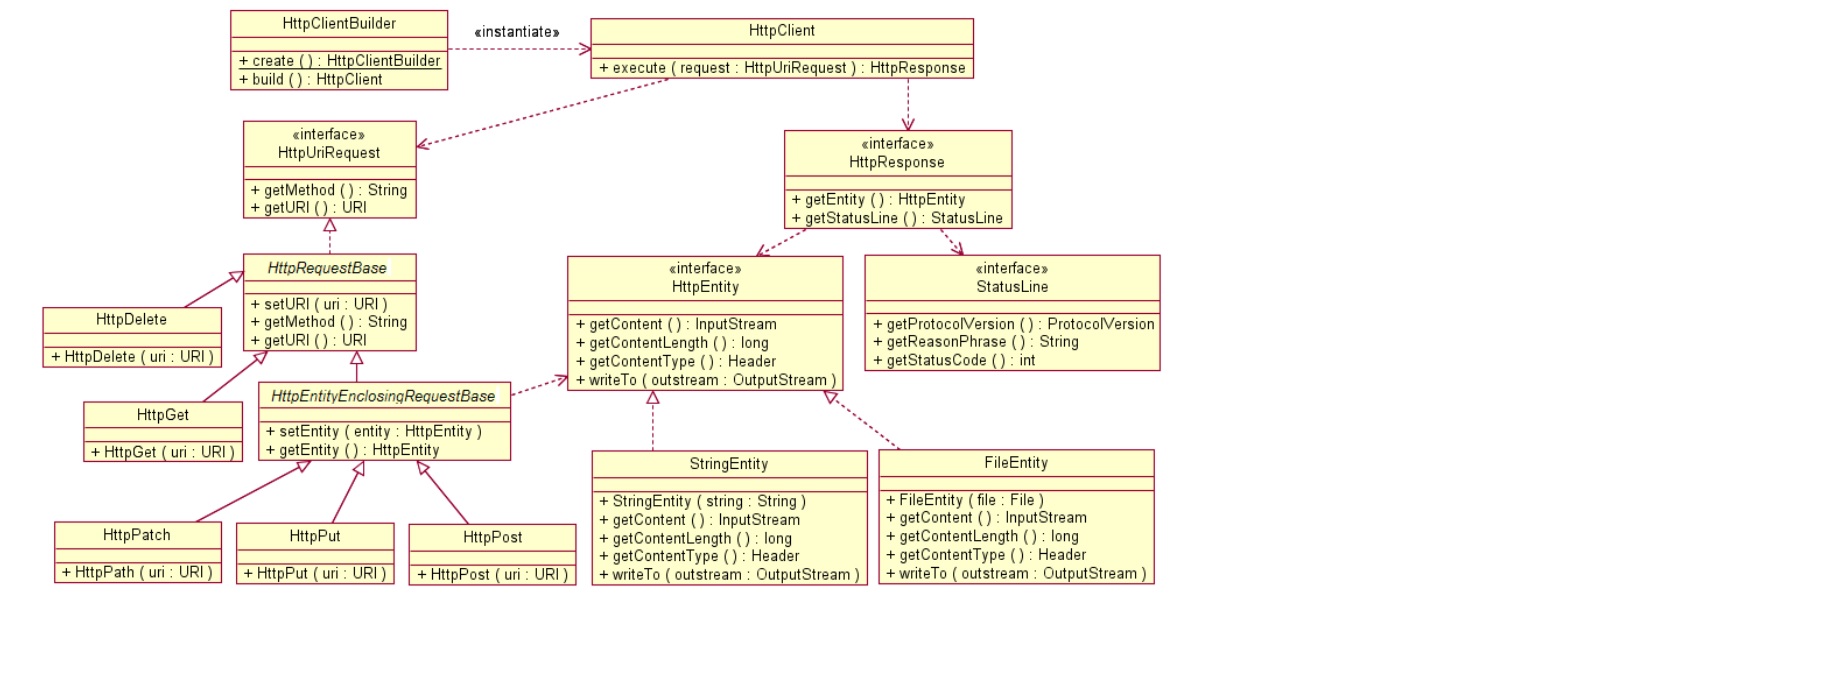 HttpClientBuilder
+ create ( ) : HttpClientBuilder
+ build ( ) : HttpClient
«instantiate»
HttpClient
+ execute ( request : HttpUriRequest ) : HttpResponse
«interface»
HttpUriRequest
+ getMethod ( ) : String
+ getURI ( ) : URI
«interface»
HttpResponse
+ getEntity ( ) : HttpEntity
+ getStatusLine ( ) : StatusLine
HttpRequestBase
+ setURI ( uri : URI )
+ getMethod ( ) : String
+ getURI ( ) : URI
«interface»
HttpEntity
+ getContent ( ) : InputStream
+ getContentLength ( ) : long
+ getContentType ( ) : Header
+ writeTo ( outstream : OutputStream )
«interface»
StatusLine
+ getProtocolVersion ( ) : ProtocolVersion
+ getReasonPhrase ( ) : String
+ getStatusCode ( ) : int
HttpDelete
+ HttpDelete ( uri : URI )
HttpGet
+ HttpGet ( uri : URI )
HttpEntityEnclosingRequestBase
+ setEntity ( entity : HttpEntity )
+ getEntity ( ) : HttpEntity
HttpPatch
+ HttpPath ( uri : URI )
HttpPut
+ HttpPut ( uri : URI )
HttpPost
+ HttpPost ( uri : URI )
StringEntity
+ StringEntity ( string : String )
+ getContent ( ) : InputStream
+ getContentLength ( ) : long
+ getContentType ( ) : Header
+ writeTo ( outstream : OutputStream )
FileEntity
+ FileEntity ( file : File )
+ getContent ( ) : InputStream
+ getContentLength ( ) : long
+ getContentType ( ) : Header
+ writeTo ( outstream : OutputStream )